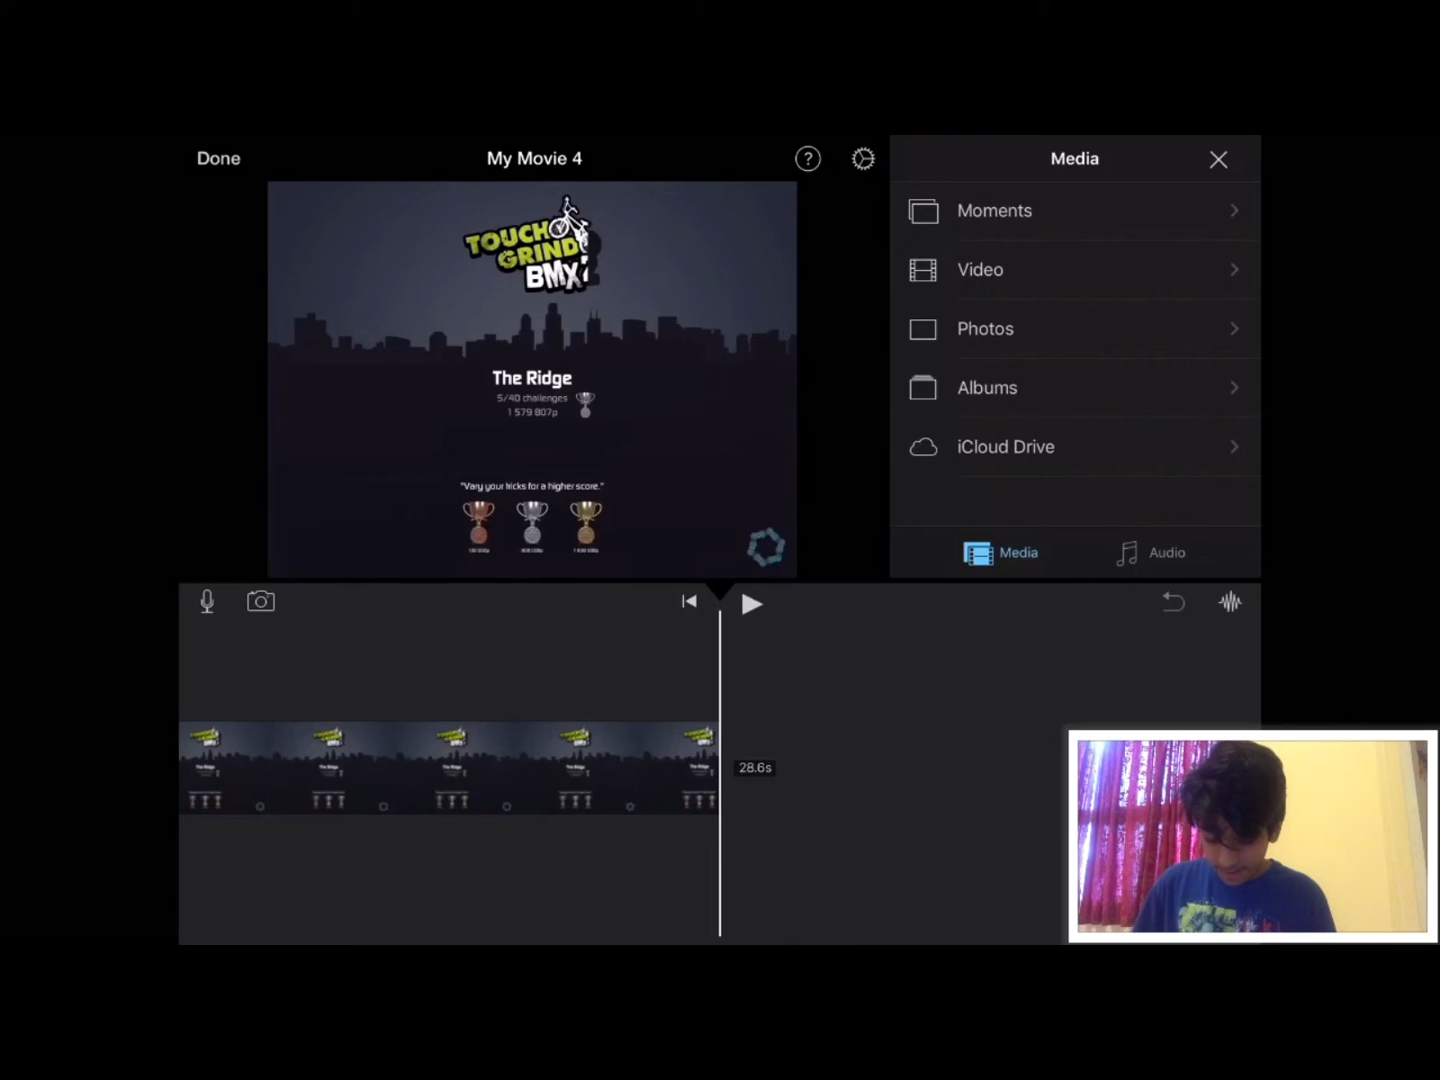 Done
My Movie 4
?
Media
TOUCH
GRIND
BMX 2
The Ridge
5/40 challenges
1 579 807p
"Vary your tricks for a higher score."
Moments
Video
Photos
Albums
iCloud Drive
Media
Audio
28.6s